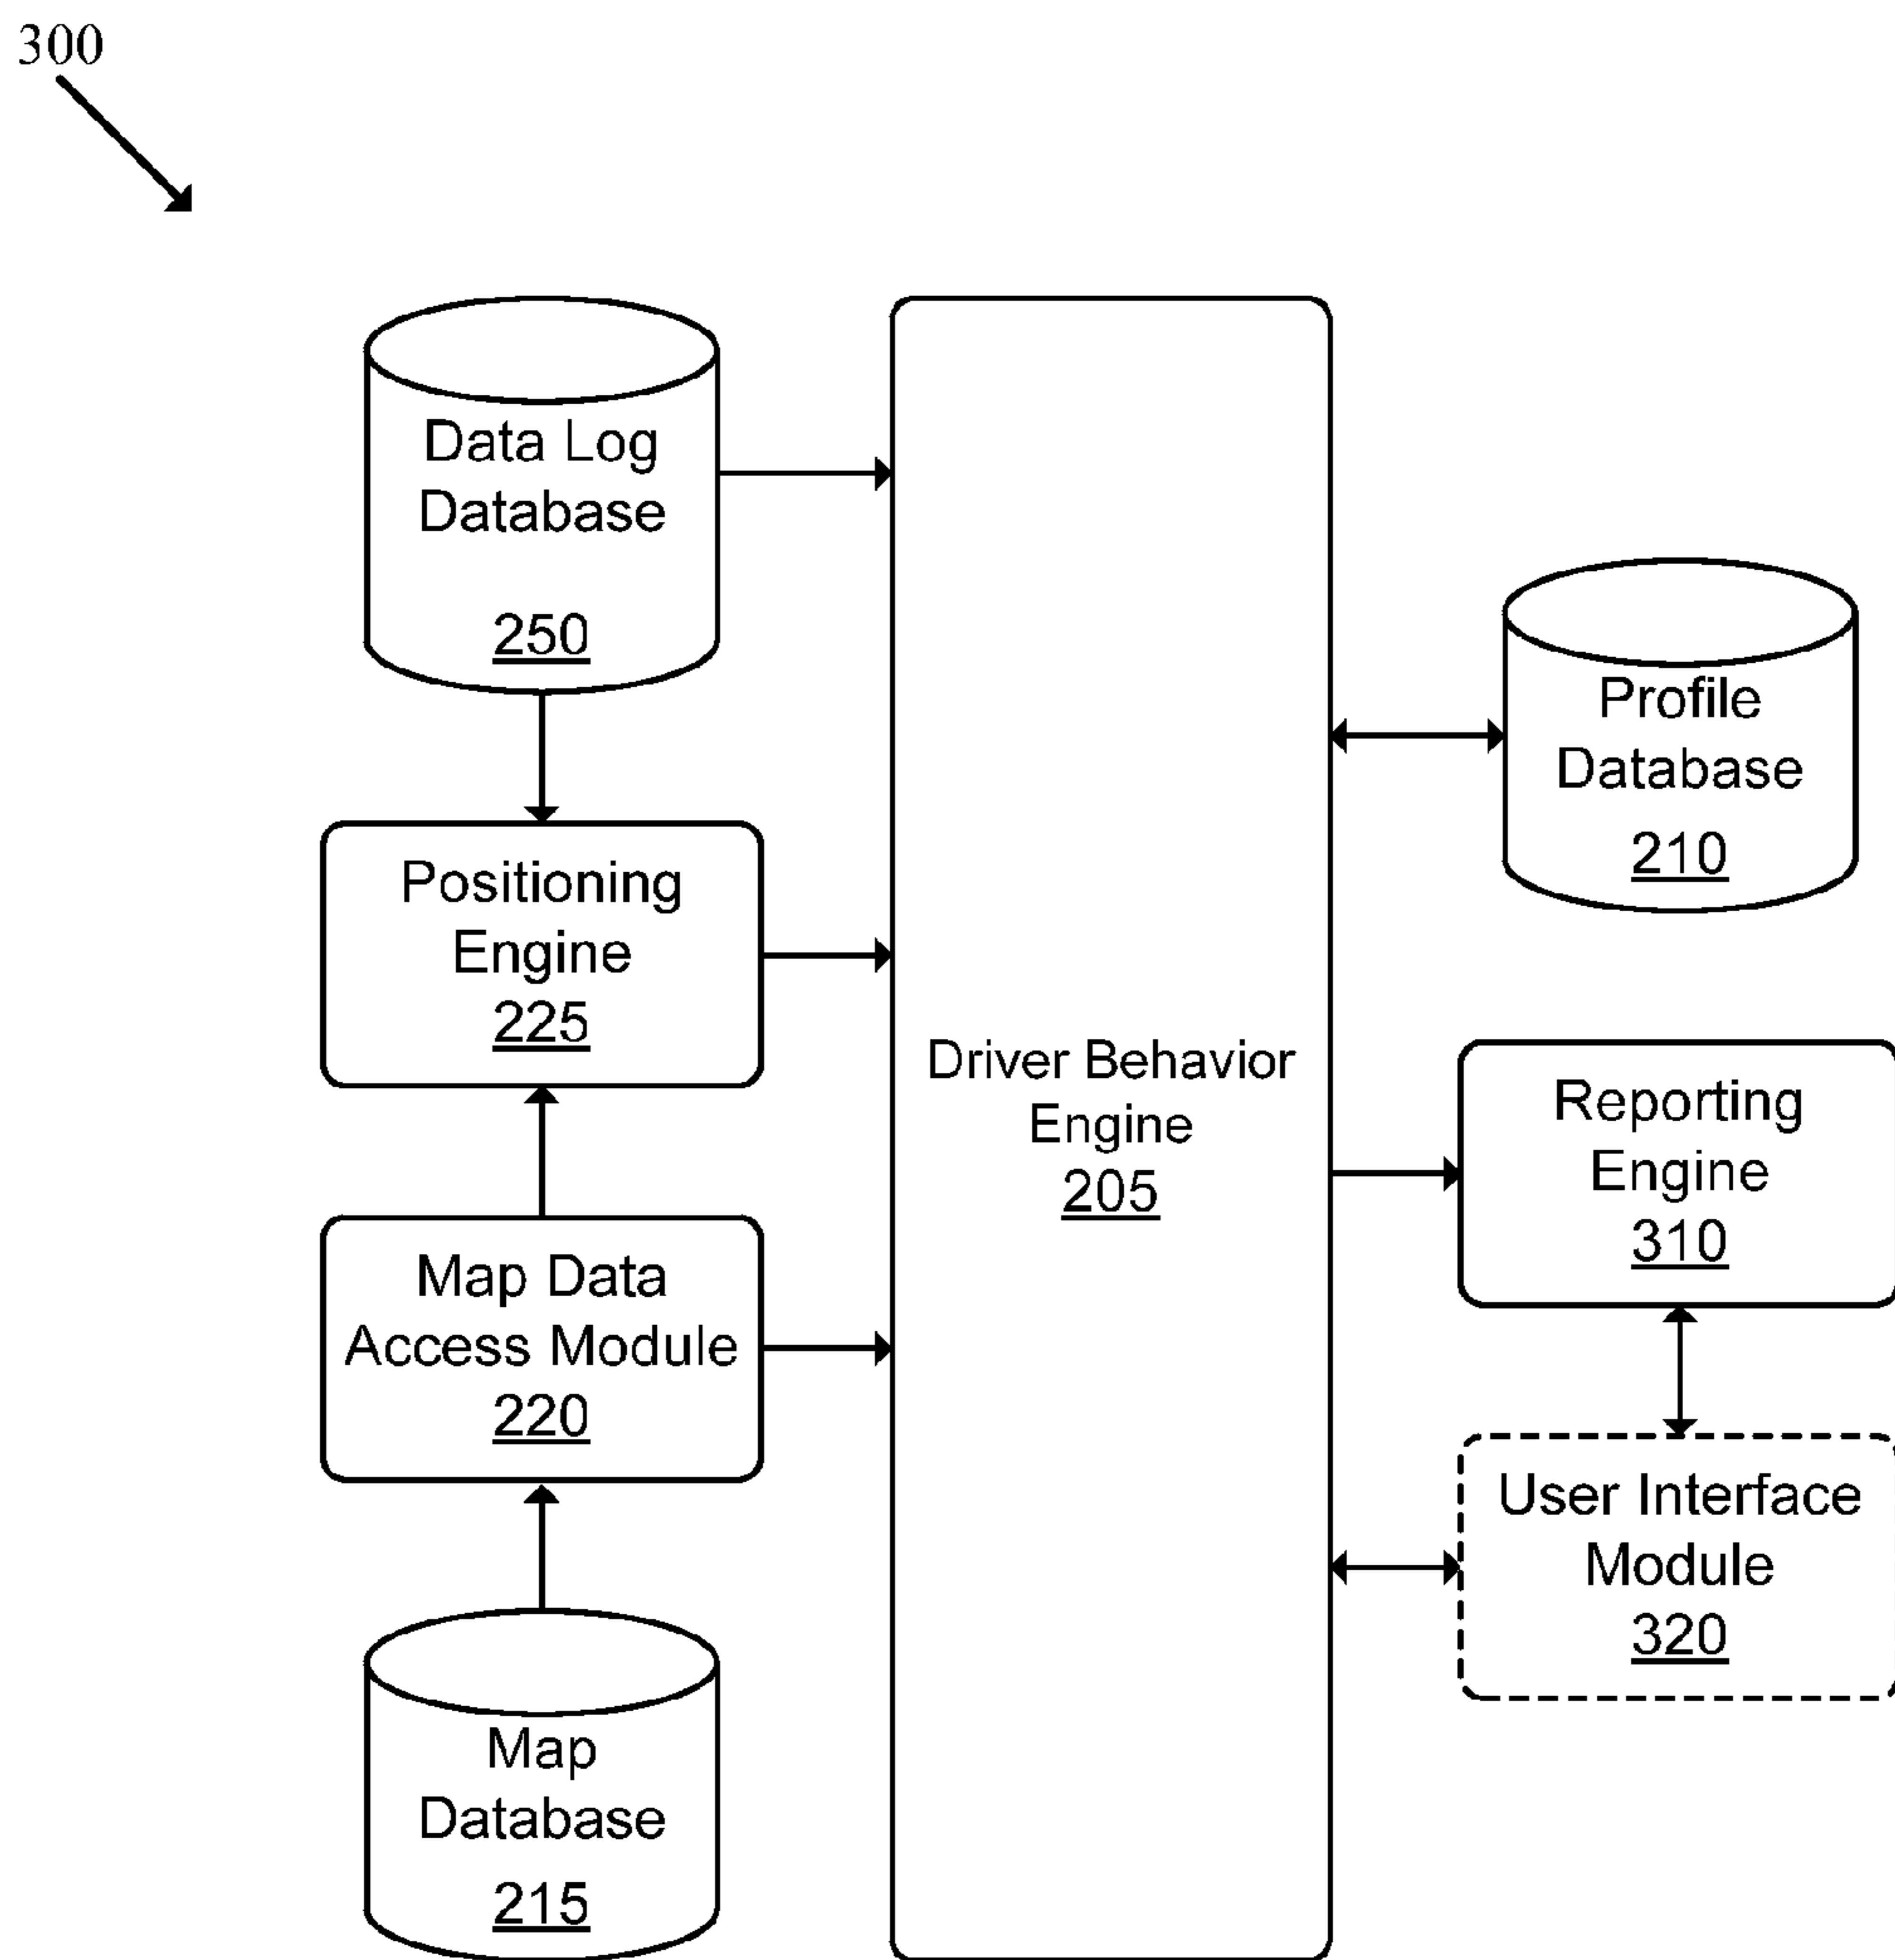 300
Data Log
Database
250
Positioning
Engine
225
Map Data
Access Module
220
Map
Database
215
Driver Behavior
Engine
205
Profile
Database
210
Reporting
Engine
310
User Interface
Module
320